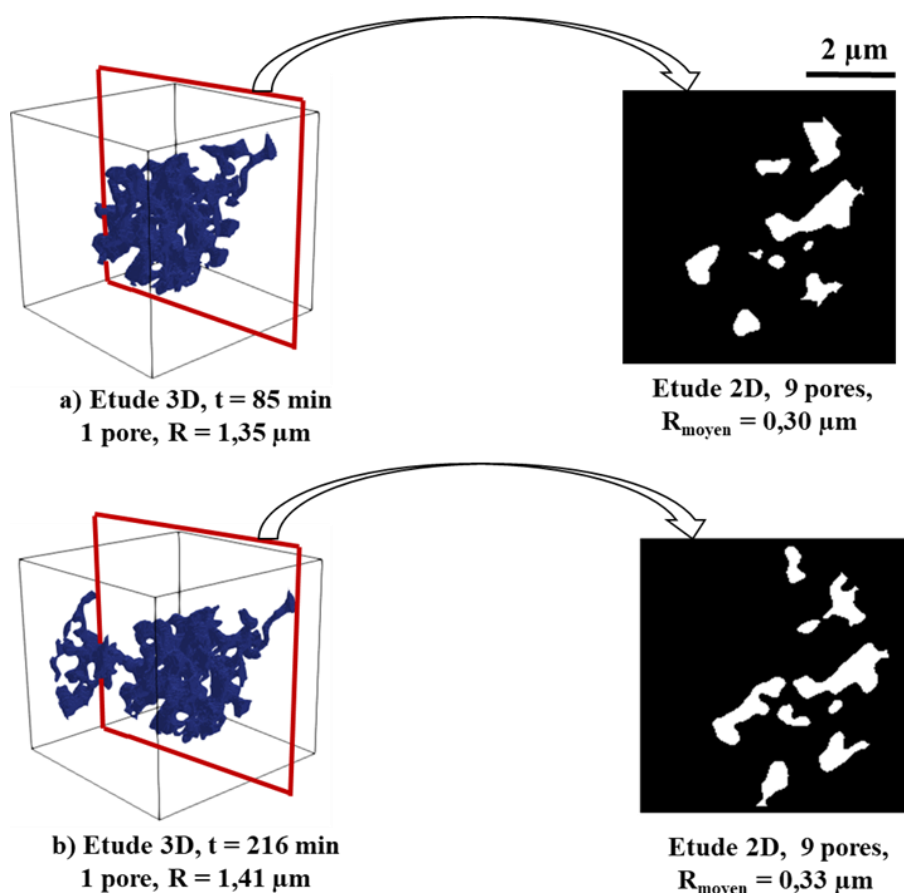 2 µm
a) Etude 3D, t = 85 min
1 pore, R = 1,35 µm
Etude 2D, 9 pores,
Rmoyen = 0,30 µm
b) Etude 3D, t = 216 min
1 pore, R = 1,41 µm
Etude 2D, 9 pores,
Rmoyen = 0,33 µm